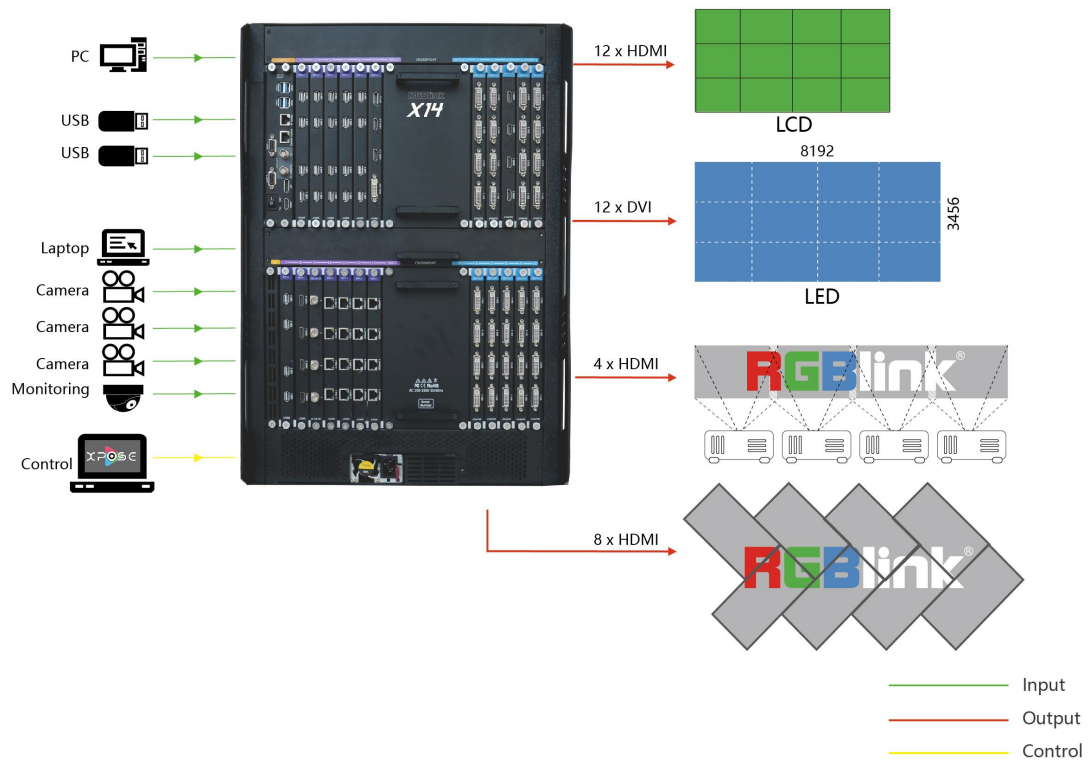 PC
USB
USB
Laptop
Camera
Camera
Camera
Monitoring
Control
XPOSE
RGBlink
X14
12 x HDMI
LCD
8192
12 x DVI
3456
LED
4 x HDMI
RGBlink®
8 x HDMI
RGBlink®
Input
Output
Control